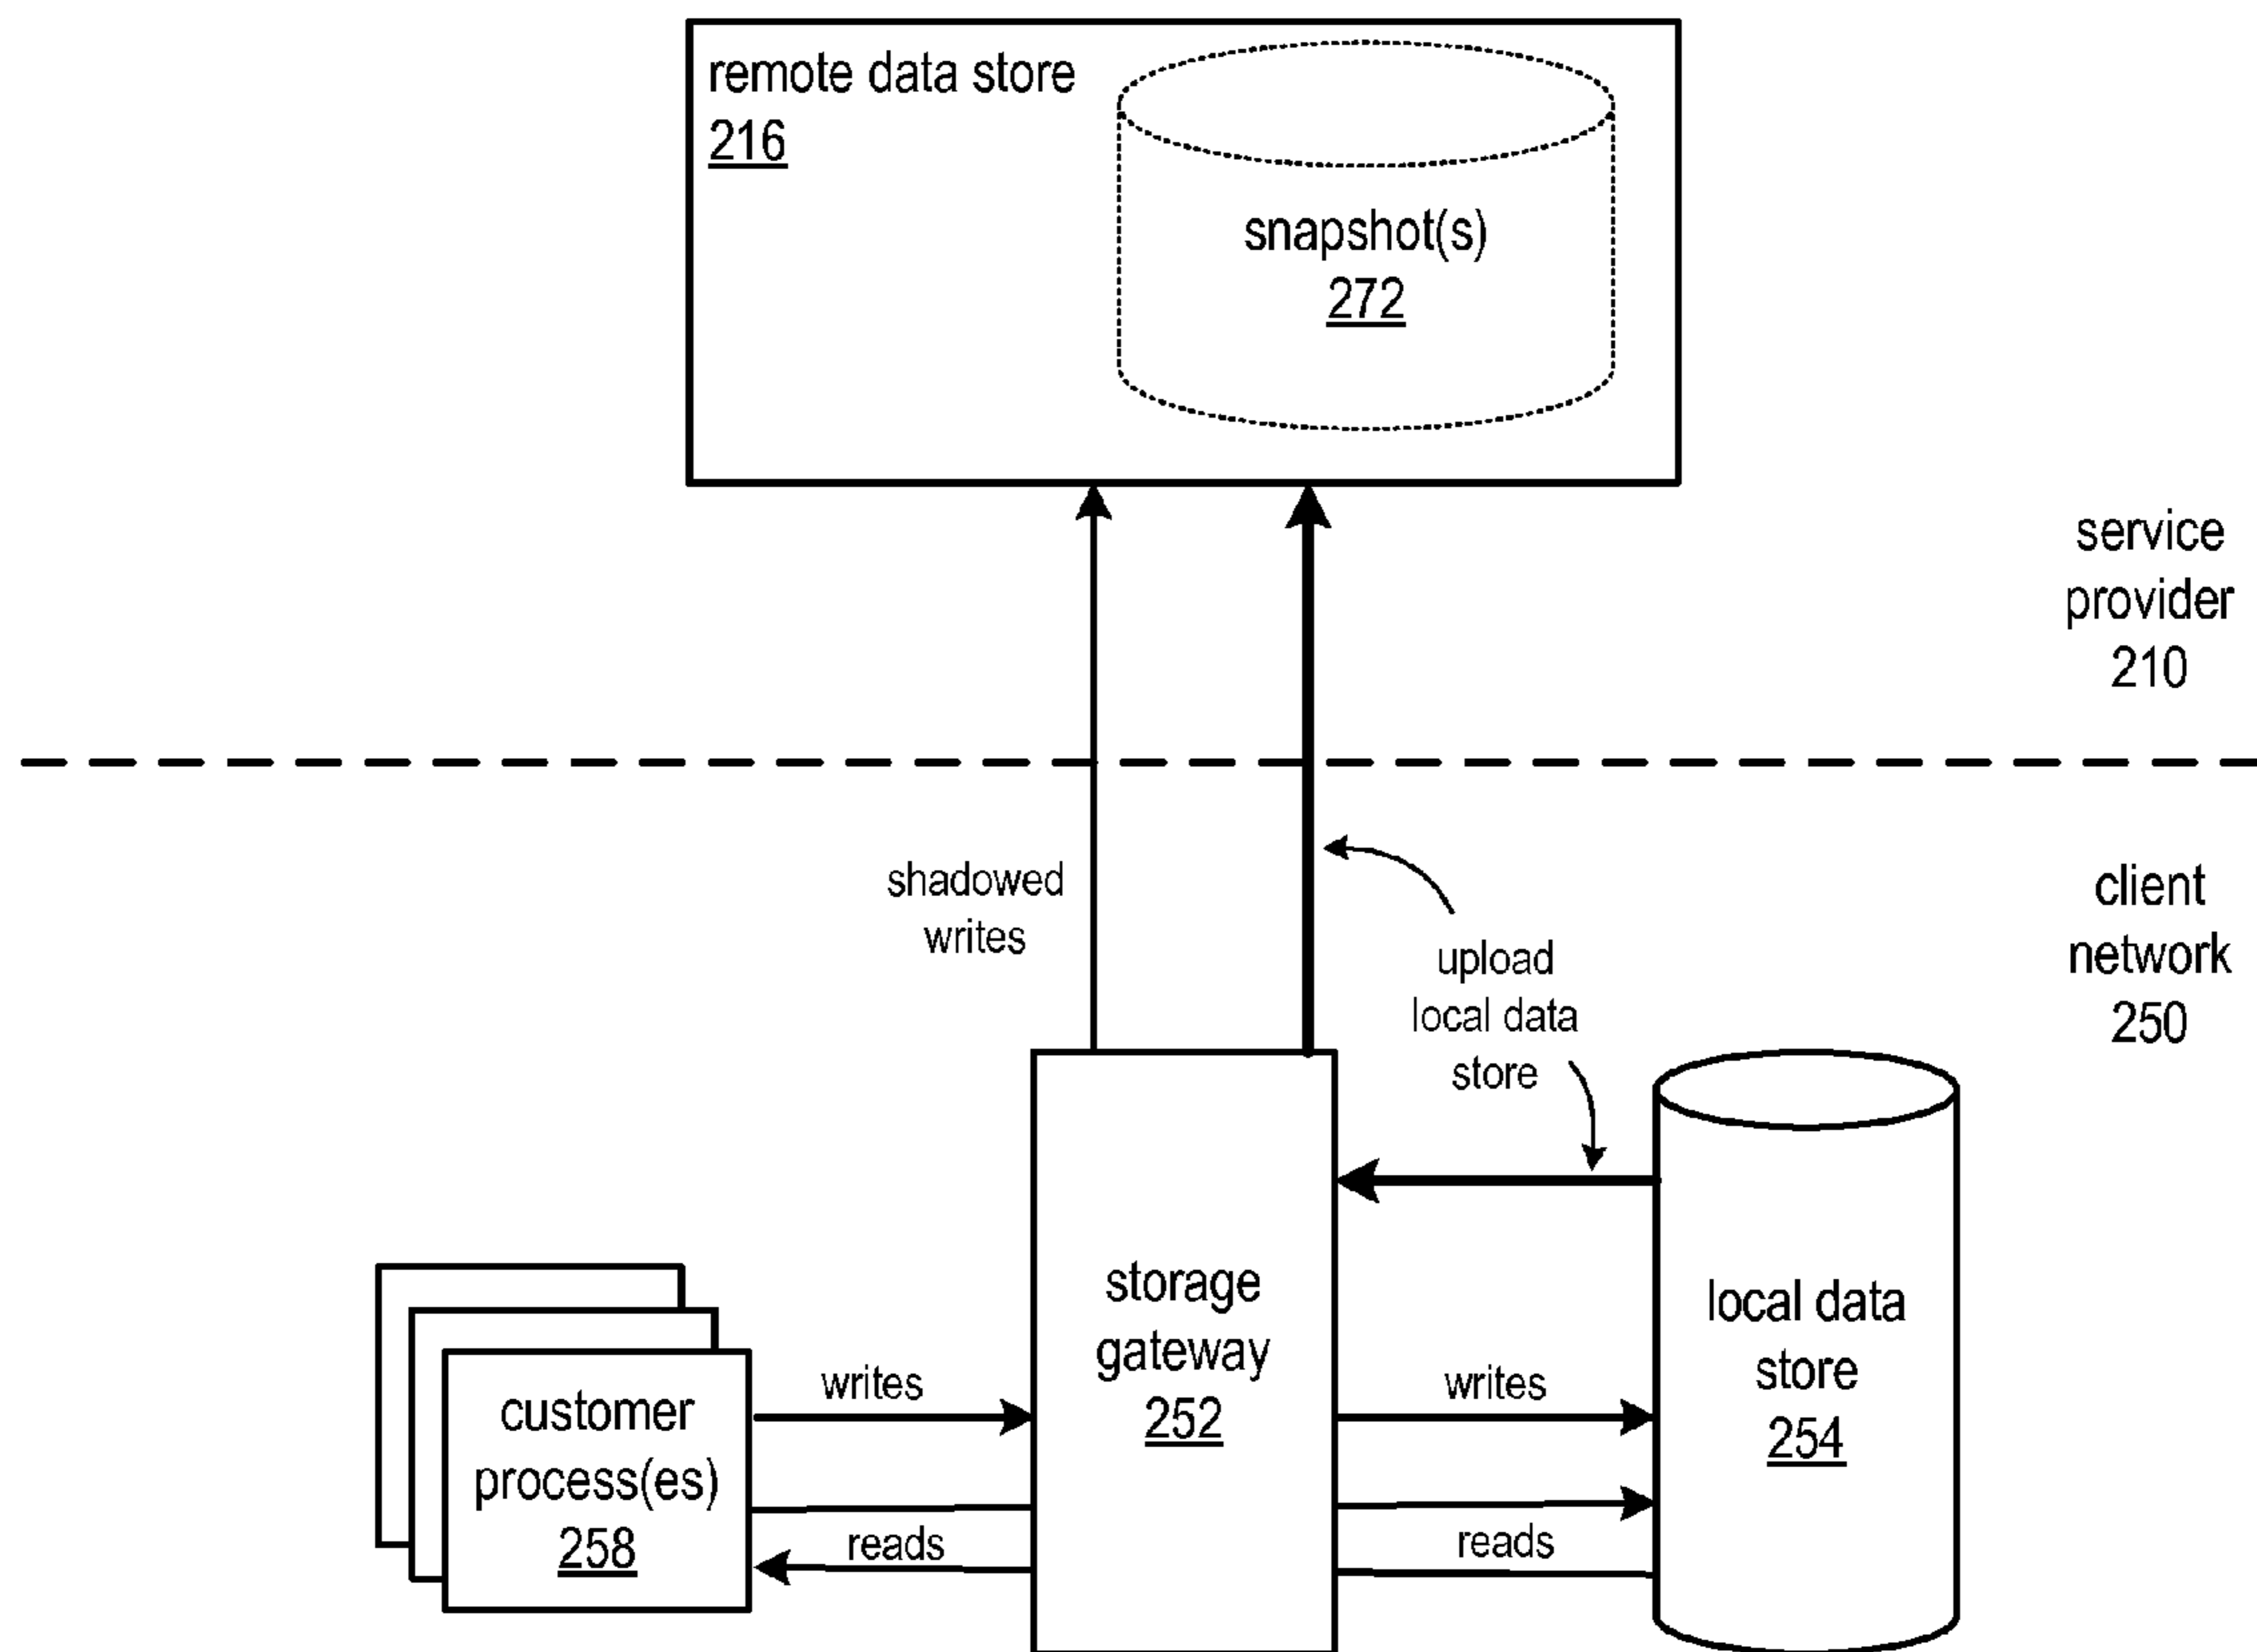 remote data store
216
snapshot(s)
272
service
provider
210
shadowed
writes
upload
local data
store
client
network
250
storage
gateway
252
local data
store
254
customer
process(es)
258
writes
reads
writes
reads